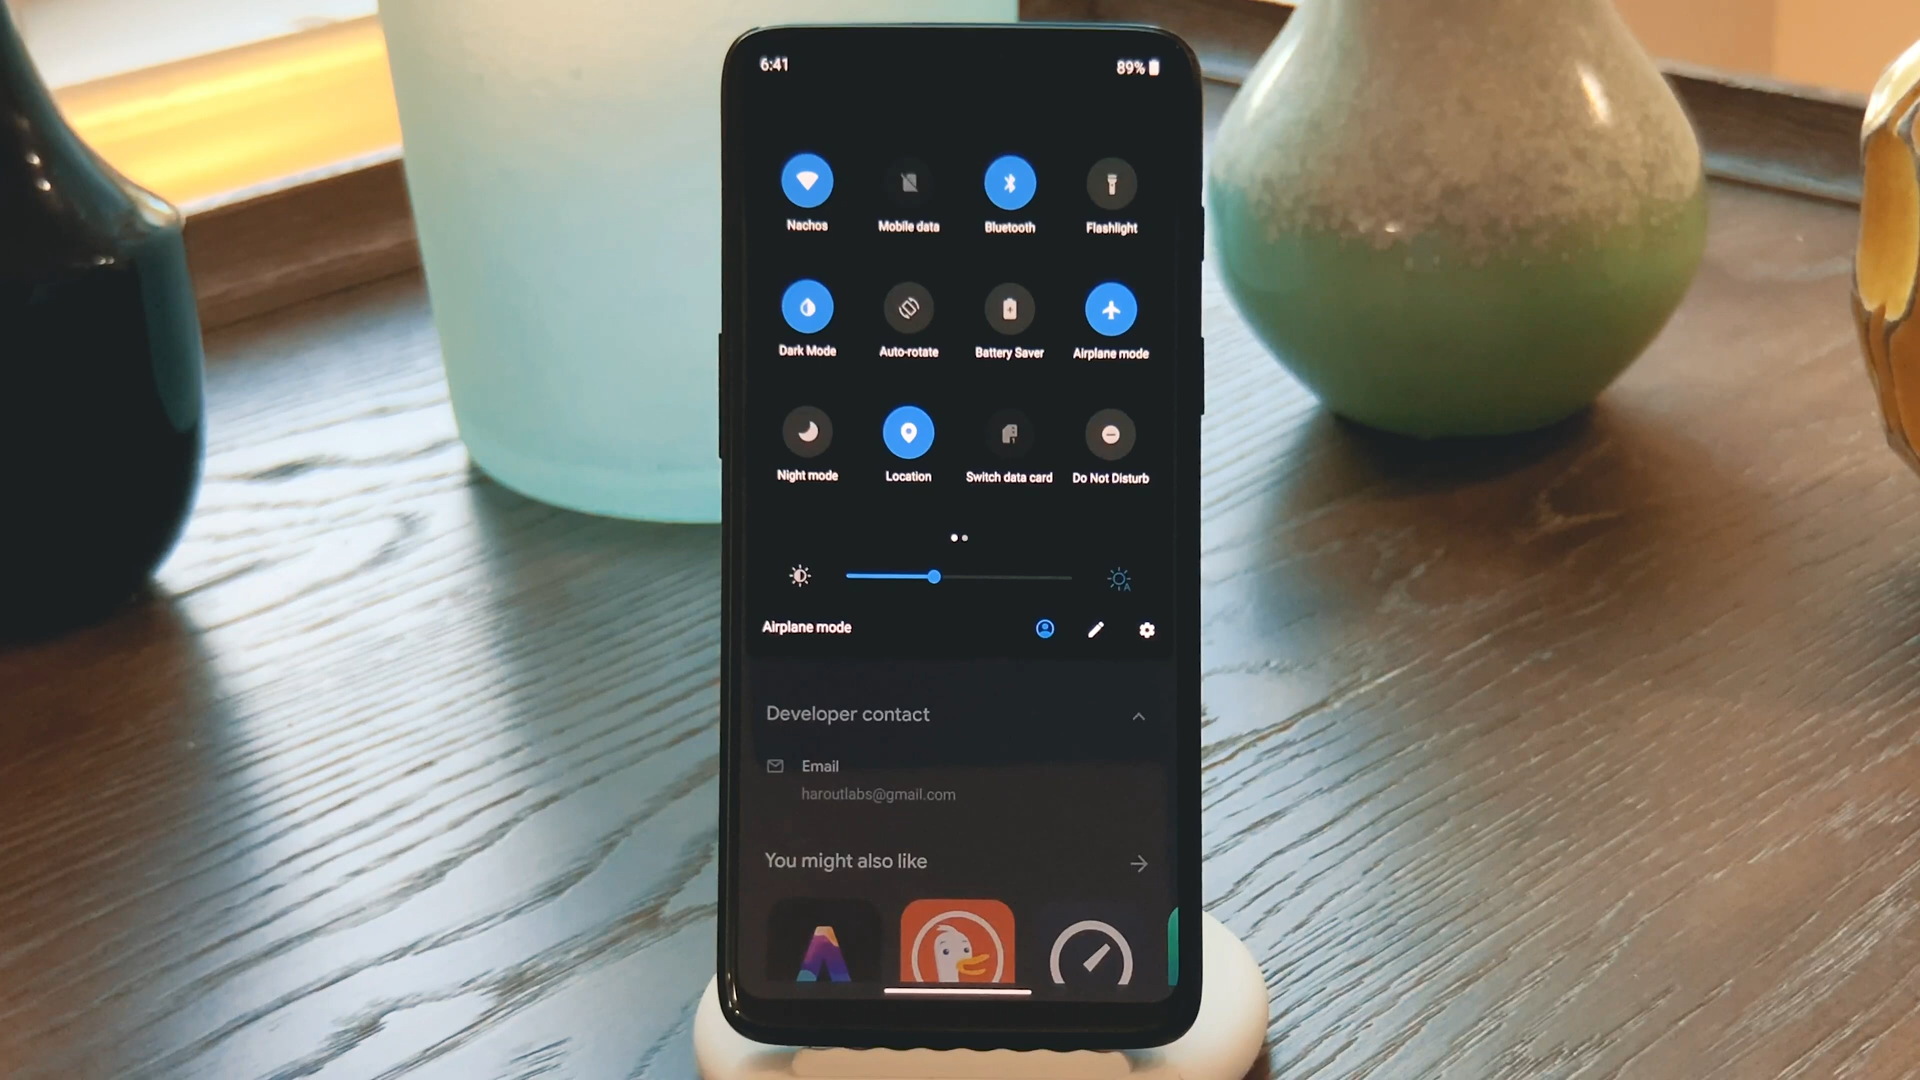 6:41 89%
Nachos Mobile data Bluetooth Flashlight
Dark Mode Auto-rotate Battery Saver Airplane mode
Night mode Location Switch data card Do Not Disturb
Airplane mode
Developer contact
Email
haroutlabs@gmail.com
You might also like